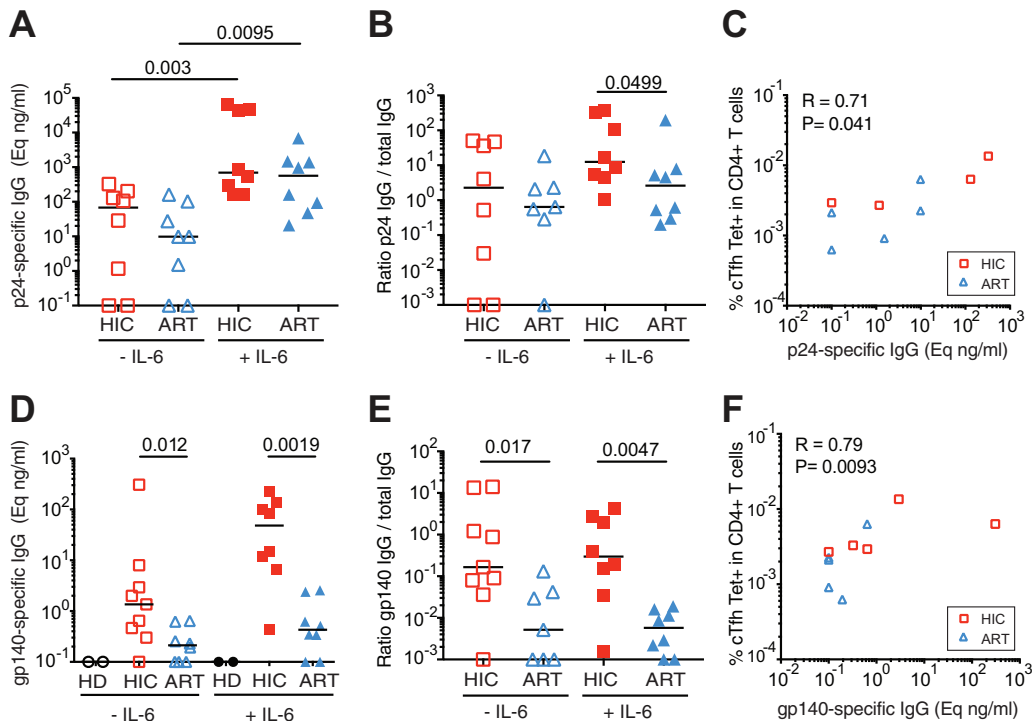 A
0.0095
0.003
p24-specific IgG (Eq ng/ml)
10^5
10^4
10^3
10^2
10^1
10^0
10^-1
HIC ART HIC ART
- IL-6 + IL-6
B
0.0499
Ratio p24 IgG / total IgG
10^3
10^2
10^1
10^0
10^-1
10^-2
10^-3
HIC ART HIC ART
- IL-6 + IL-6
C
R = 0.71
P= 0.041
% cTfh Tet+ in CD4+ T cells
10^-1
10^-2
10^-3
10^-4
HIC
ART
10^-2 10^-1 10^0 10^1 10^2 10^3
p24-specific IgG (Eq ng/ml)
D
0.012 0.0019
gp140-specific IgG (Eq ng/ml)
10^3
10^2
10^1
10^0
10^-1
HD HIC ART HD HIC ART
- IL-6 + IL-6
E
0.017 0.0047
Ratio gp140 IgG / total IgG
10^2
10^1
10^0
10^-1
10^-2
10^-3
HIC ART HIC ART
- IL-6 + IL-6
F
R = 0.79
P= 0.0093
% cTfh Tet+ in CD4+ T cells
10^-1
10^-2
10^-3
10^-4
HIC
ART
10^-2 10^-1 10^0 10^1 10^2 10^3
gp140-specific IgG (Eq ng/ml)